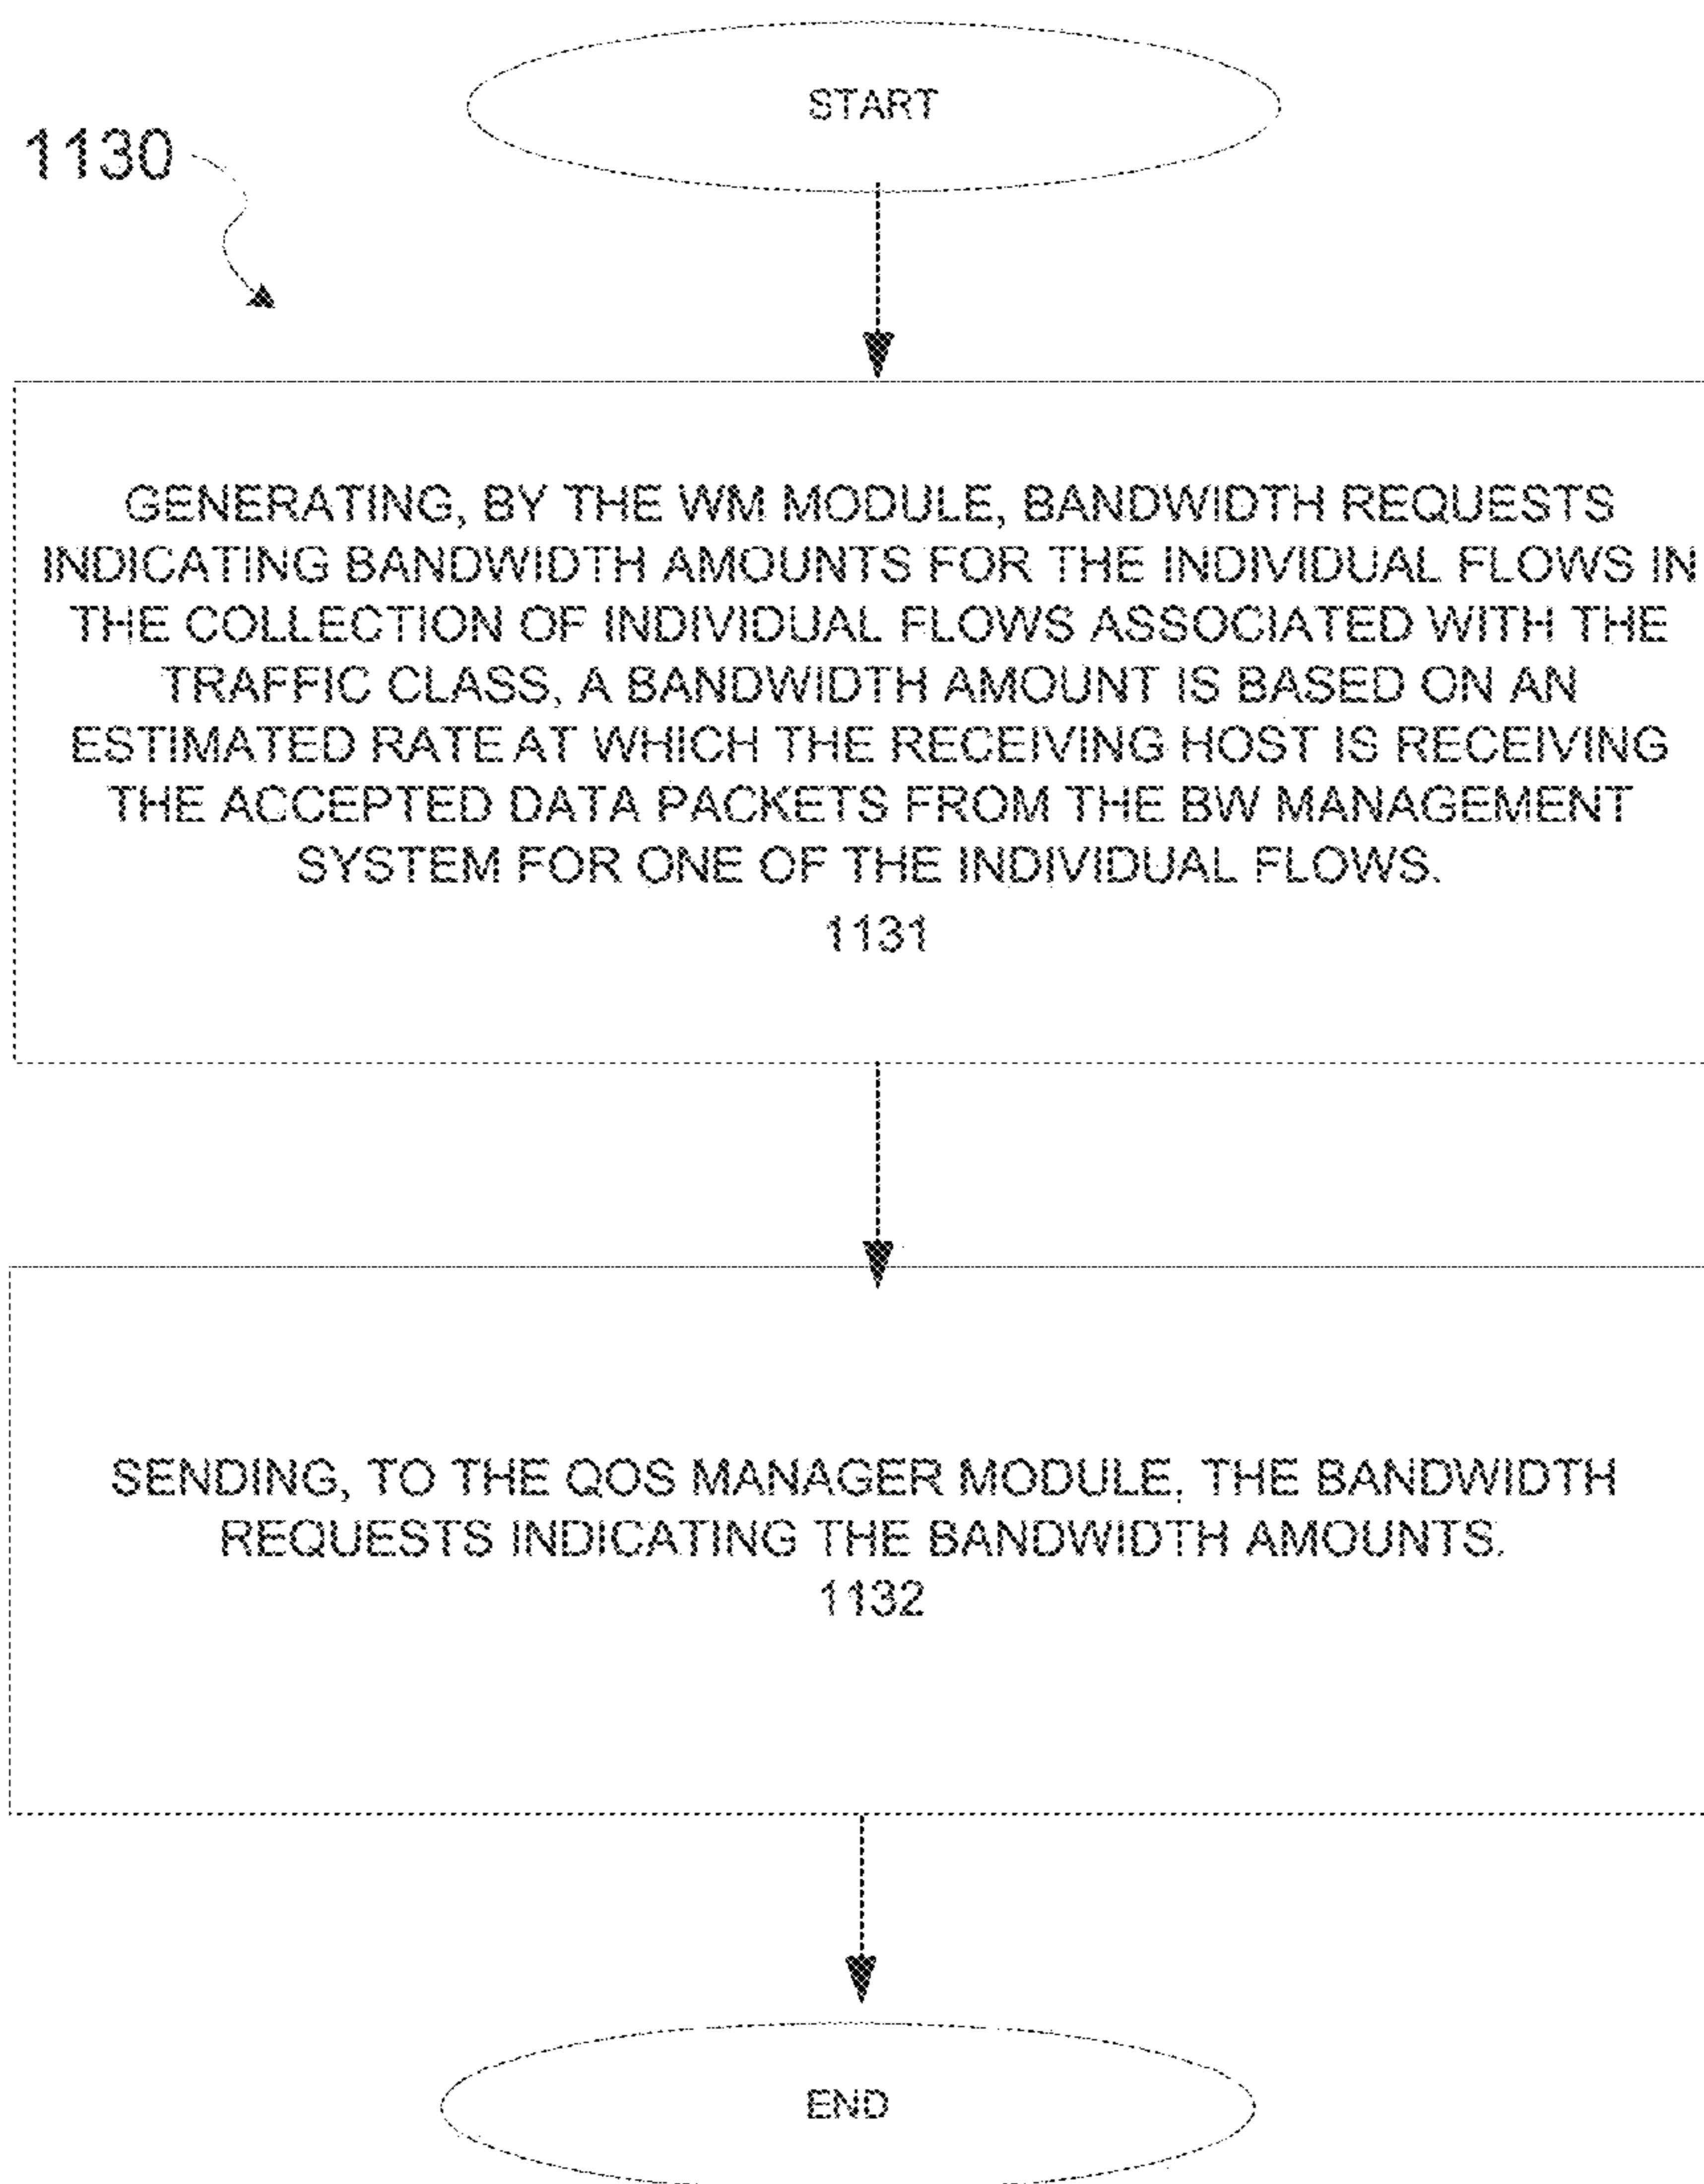 START
1130
GENERATING, BY THE WM MODULE, BANDWIDTH REQUESTS
INDICATING BANDWIDTH AMOUNTS FOR THE INDIVIDUAL FLOWS IN
THE COLLECTION OF INDIVIDUAL FLOWS ASSOCIATED WITH THE
TRAFFIC CLASS, A BANDWIDTH AMOUNT IS BASED ON AN
ESTIMATED RATE AT WHICH THE RECEIVING HOST IS RECEIVING
THE ACCEPTED DATA PACKETS FROM THE BW MANAGEMENT
SYSTEM FOR ONE OF THE INDIVIDUAL FLOWS.
1131
SENDING, TO THE QOS MANAGER MODULE, THE BANDWIDTH
REQUESTS INDICATING THE BANDWIDTH AMOUNTS.
1132
END